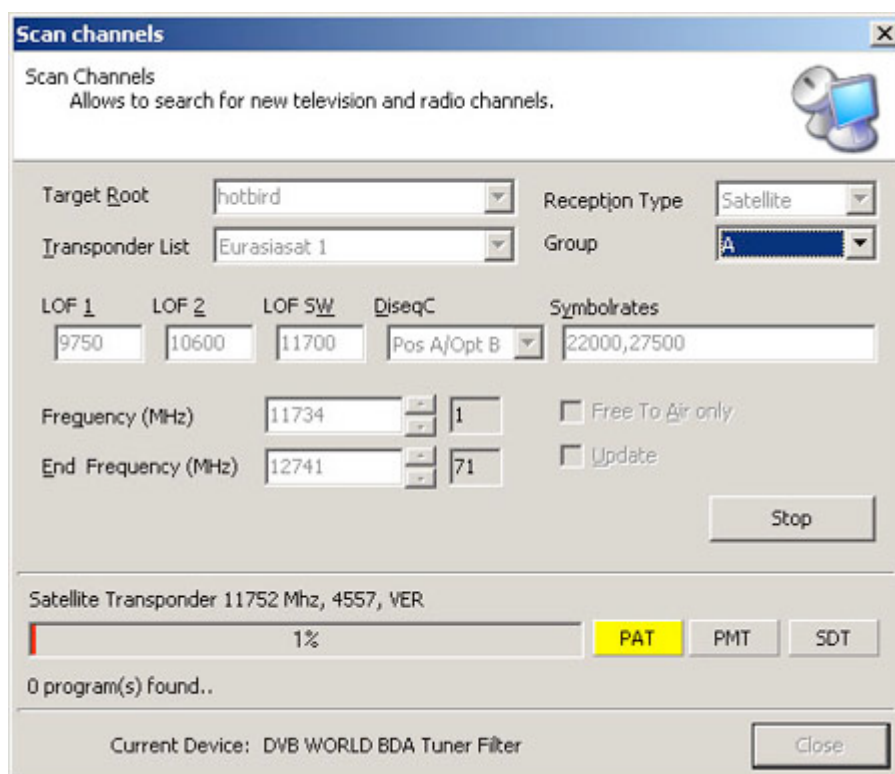 Scan channels
Scan Channels
Allows to search for new television and radio channels.
Target Root hotbird Reception Type Satellite
Transponder List Eurasiasat 1 Group A
LOF 1 LOF 2 LOF SW DiseqC Symbolrates
9750 10600 11700 Pos A/Opt B 22000,27500
Freguency (MHz) 11734 1 Free To Air only
End Frequency (MHz) 12741 71 Update
Stop
Satellite Transponder 11752 Mhz, 4557, VER
1% PAT PMT SDT
0 program(s) found..
Current Device: DVB WORLD BDA Tuner Filter Close